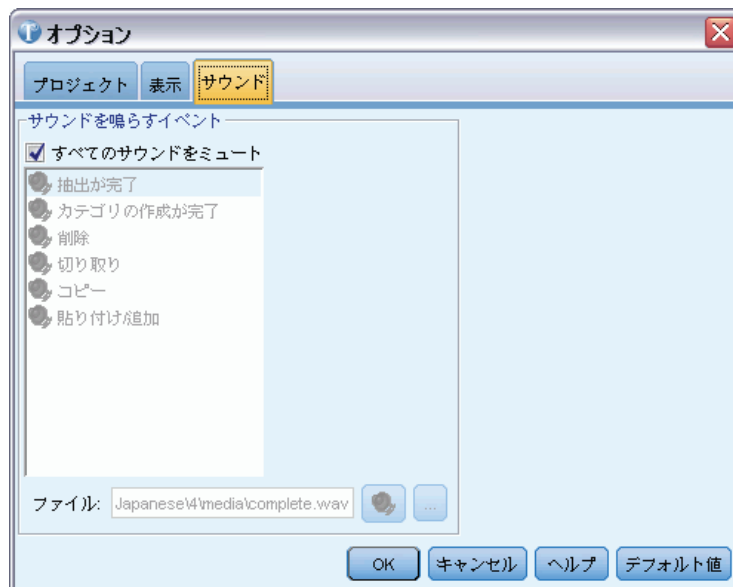 オプション
プロジェクト 表示 サウンド
サウンドを鳴らすイベント
すべてのサウンドをミュート
抽出が完了
カテゴリの作成が完了
削除
切り取り
コピー
貼り付け/追加
ファイル: Japanese\4\media\complete.wav ...
OK キャンセル ヘルプ デフォルト値